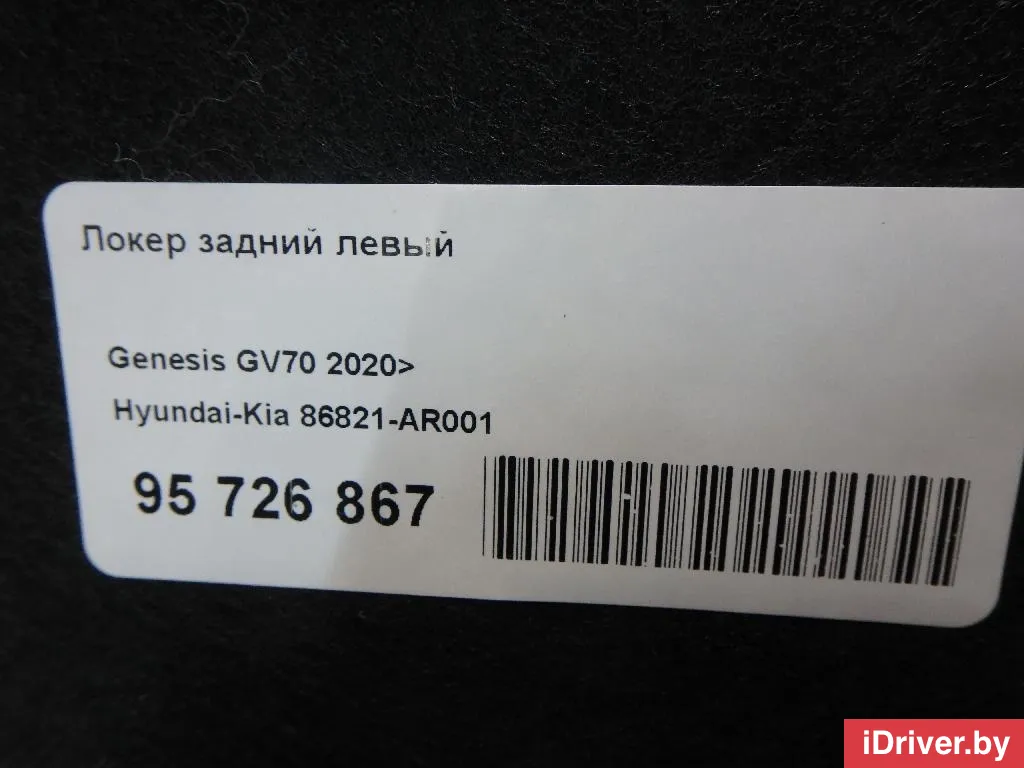 Локер задний левый
Genesis GV70 2020>
Hyundai-Kia 86821-AR001
95 726 867
iDriver.by